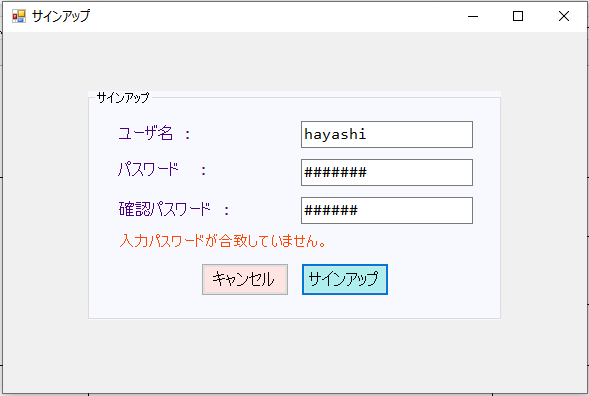 サインアップ
サインアップ
ユーザ名 : hayashi
パスワード : #######
確認パスワード : ######
入力パスワードが合致していません。
キャンセル サインアップ